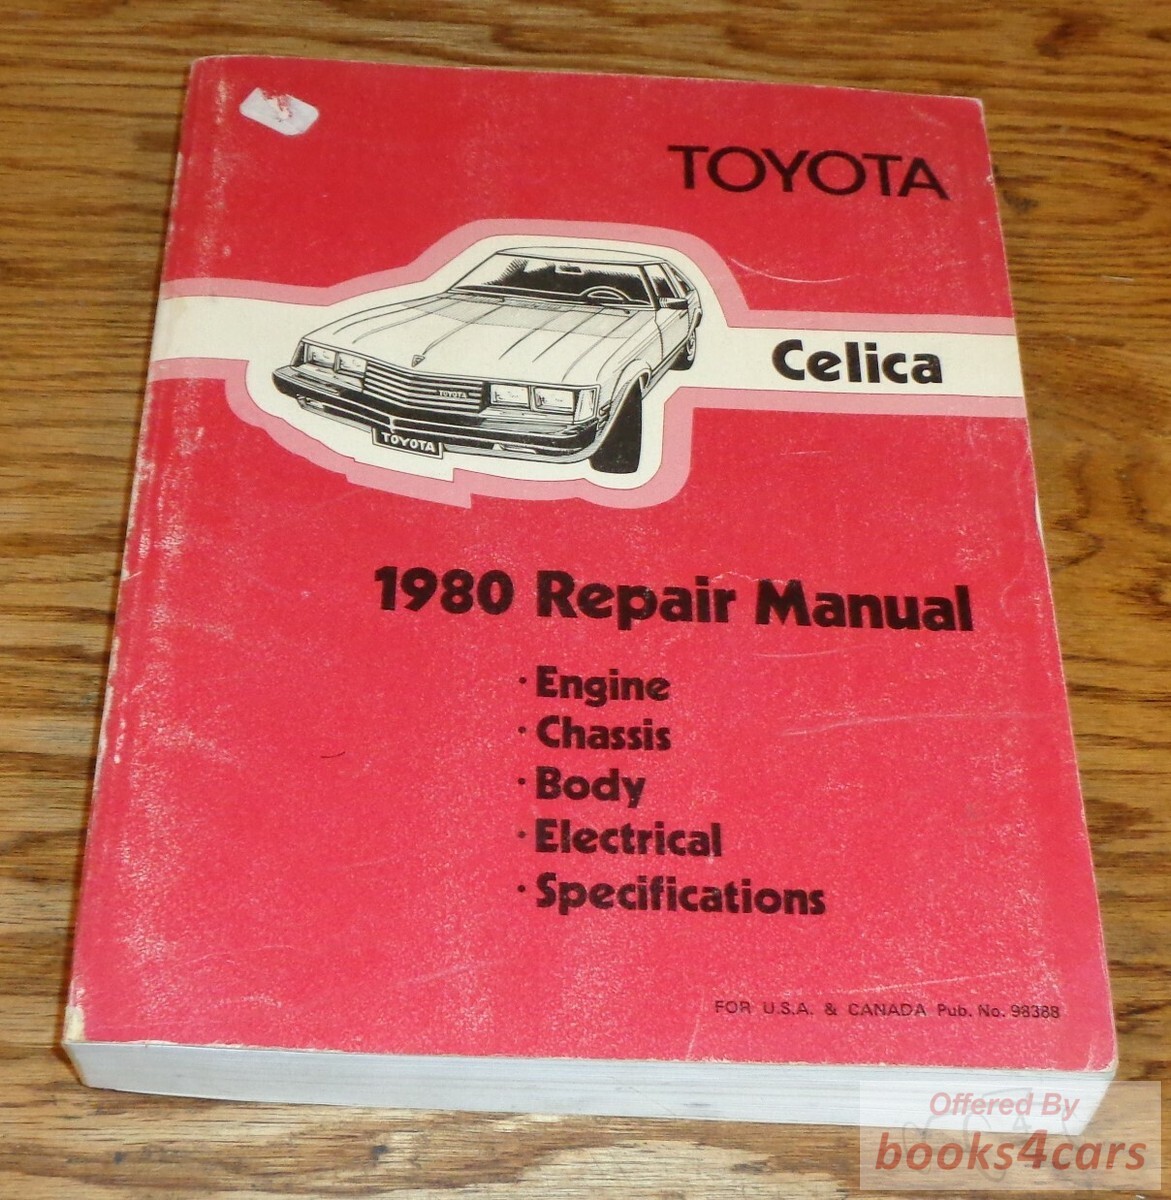 TOYOTA
Celica
TOYOTA
TOYOTA
1980 Repair Manual
· Engine
· Chassis
· Body
· Electrical
· Specifications
FOR U.S.A. & CANADA Pub. No. 98388
Offered By
books4cars